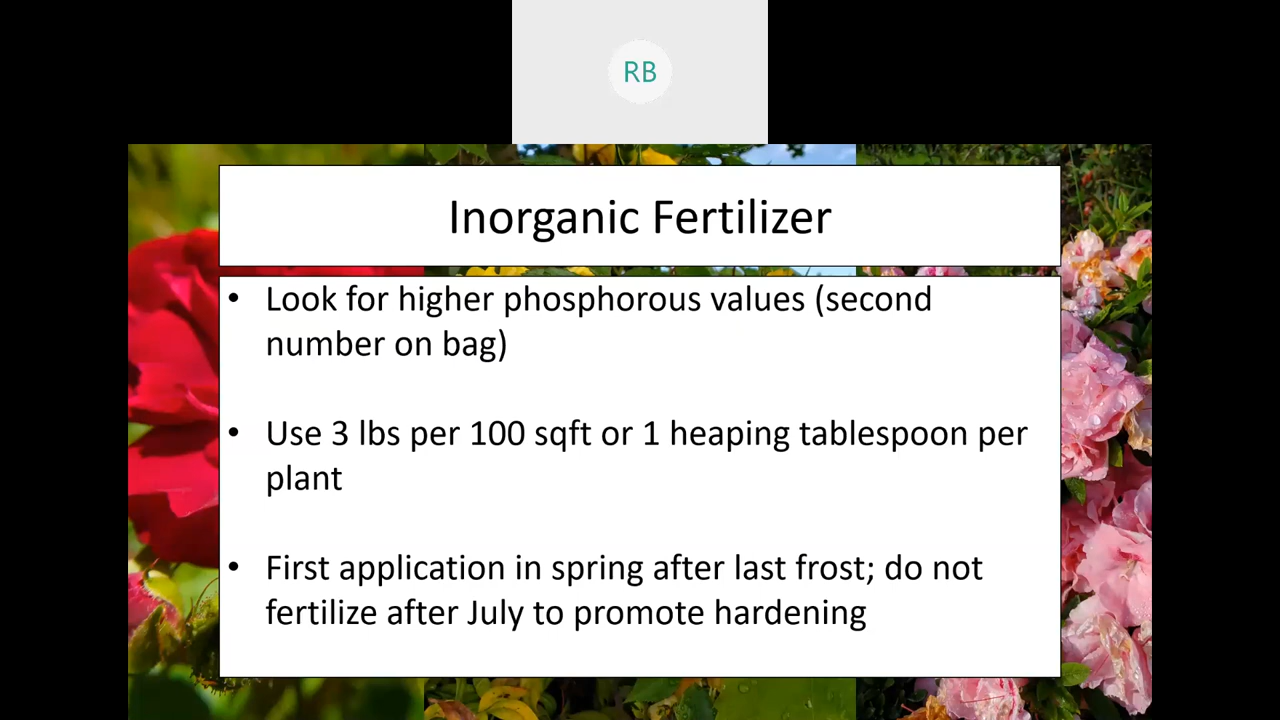 RB
Inorganic Fertilizer
• Look for higher phosphorous values (second
number on bag)
• Use 3 lbs per 100 sqft or 1 heaping tablespoon per
plant
• First application in spring after last frost; do not
fertilize after July to promote hardening